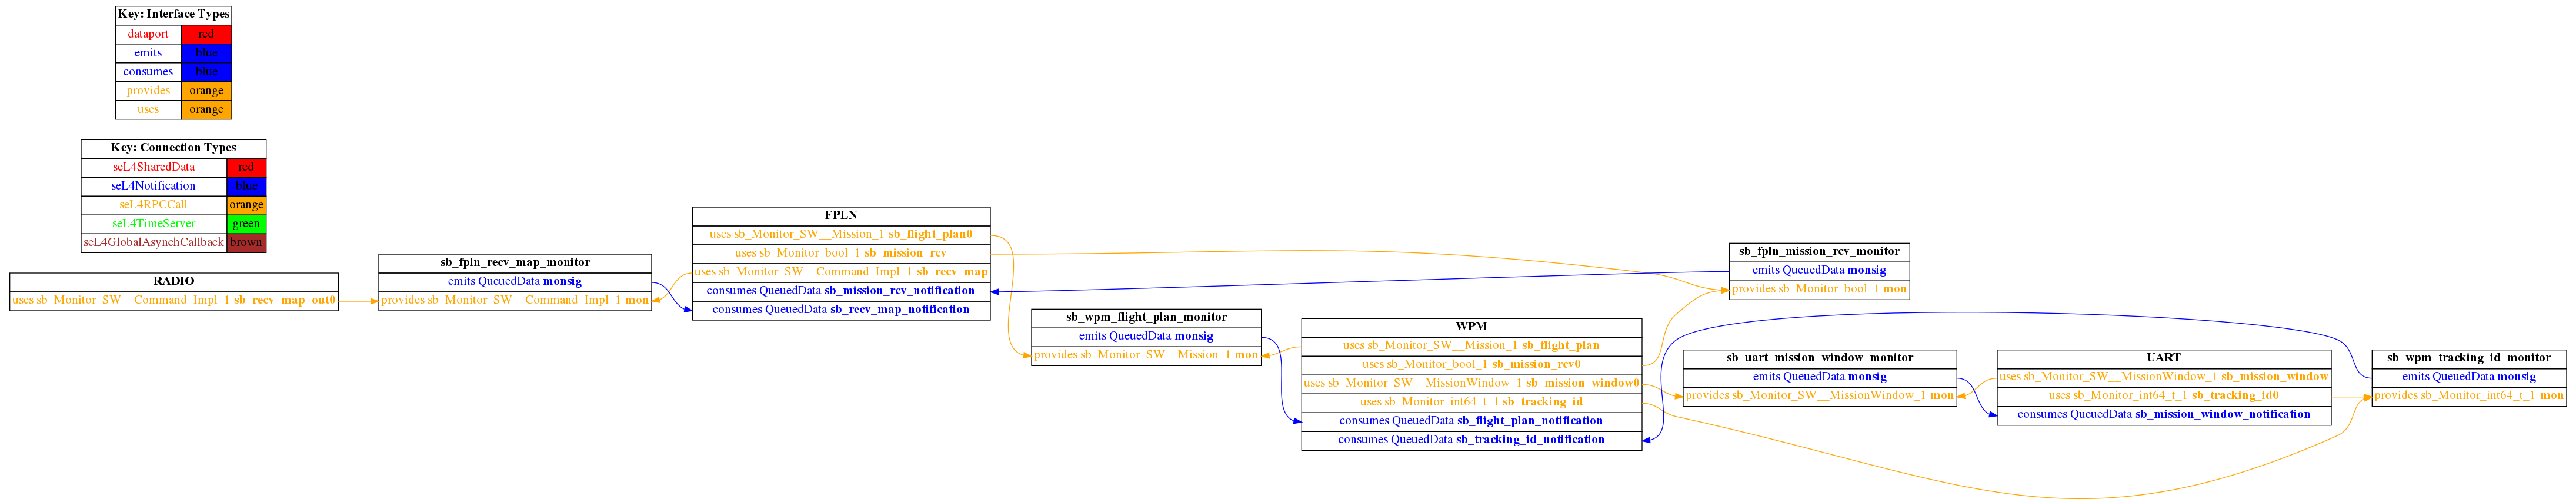 Key: Interface Types
dataport red
emits blue
consumes blue
provides orange
uses orange
Key: Connection Types
seL4SharedData red
seL4Notification blue
seL4RPCCall orange
seL4TimeServer green
seL4GlobalAsynchCallback brown
RADIO
uses sb_Monitor_SW__Command_Impl_1 sb_recv_map_out0
sb_fpln_recv_map_monitor
emits QueuedData monsig
provides sb_Monitor_SW__Command_Impl_1 mon
FPLN
uses sb_Monitor_SW__Mission_1 sb_flight_plan0
uses sb_Monitor_bool_1 sb_mission_rcv
uses sb_Monitor_SW__Command_Impl_1 sb_recv_map
consumes QueuedData sb_mission_rcv_notification
consumes QueuedData sb_recv_map_notification
sb_wpm_flight_plan_monitor
emits QueuedData monsig
provides sb_Monitor_SW__Mission_1 mon
WPM
uses sb_Monitor_SW__Mission_1 sb_flight_plan
uses sb_Monitor_bool_1 sb_mission_rcv0
uses sb_Monitor_SW__MissionWindow_1 sb_mission_window0
uses sb_Monitor_int64_t_1 sb_tracking_id
consumes QueuedData sb_flight_plan_notification
consumes QueuedData sb_tracking_id_notification
sb_fpln_mission_rcv_monitor
emits QueuedData monsig
provides sb_Monitor_bool_1 mon
sb_uart_mission_window_monitor
emits QueuedData monsig
provides sb_Monitor_SW__MissionWindow_1 mon
UART
uses sb_Monitor_SW__MissionWindow_1 sb_mission_window
uses sb_Monitor_int64_t_1 sb_tracking_id0
consumes QueuedData sb_mission_window_notification
sb_wpm_tracking_id_monitor
emits QueuedData monsig
provides sb_Monitor_int64_t_1 mon